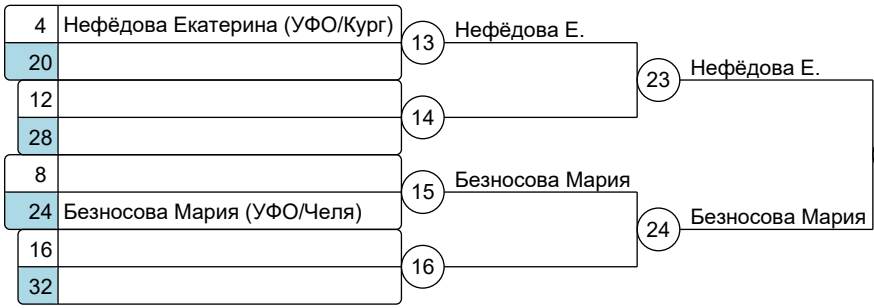 4 Нефёдова Екатерина (УФО/Кург)
13 Нефёдова Е.
20
23 Нефёдова Е.
12
14
28
8
15 Безносова Мария
24 Безносова Мария (УФО/Челя)
24 Безносова Мария
16
16
32